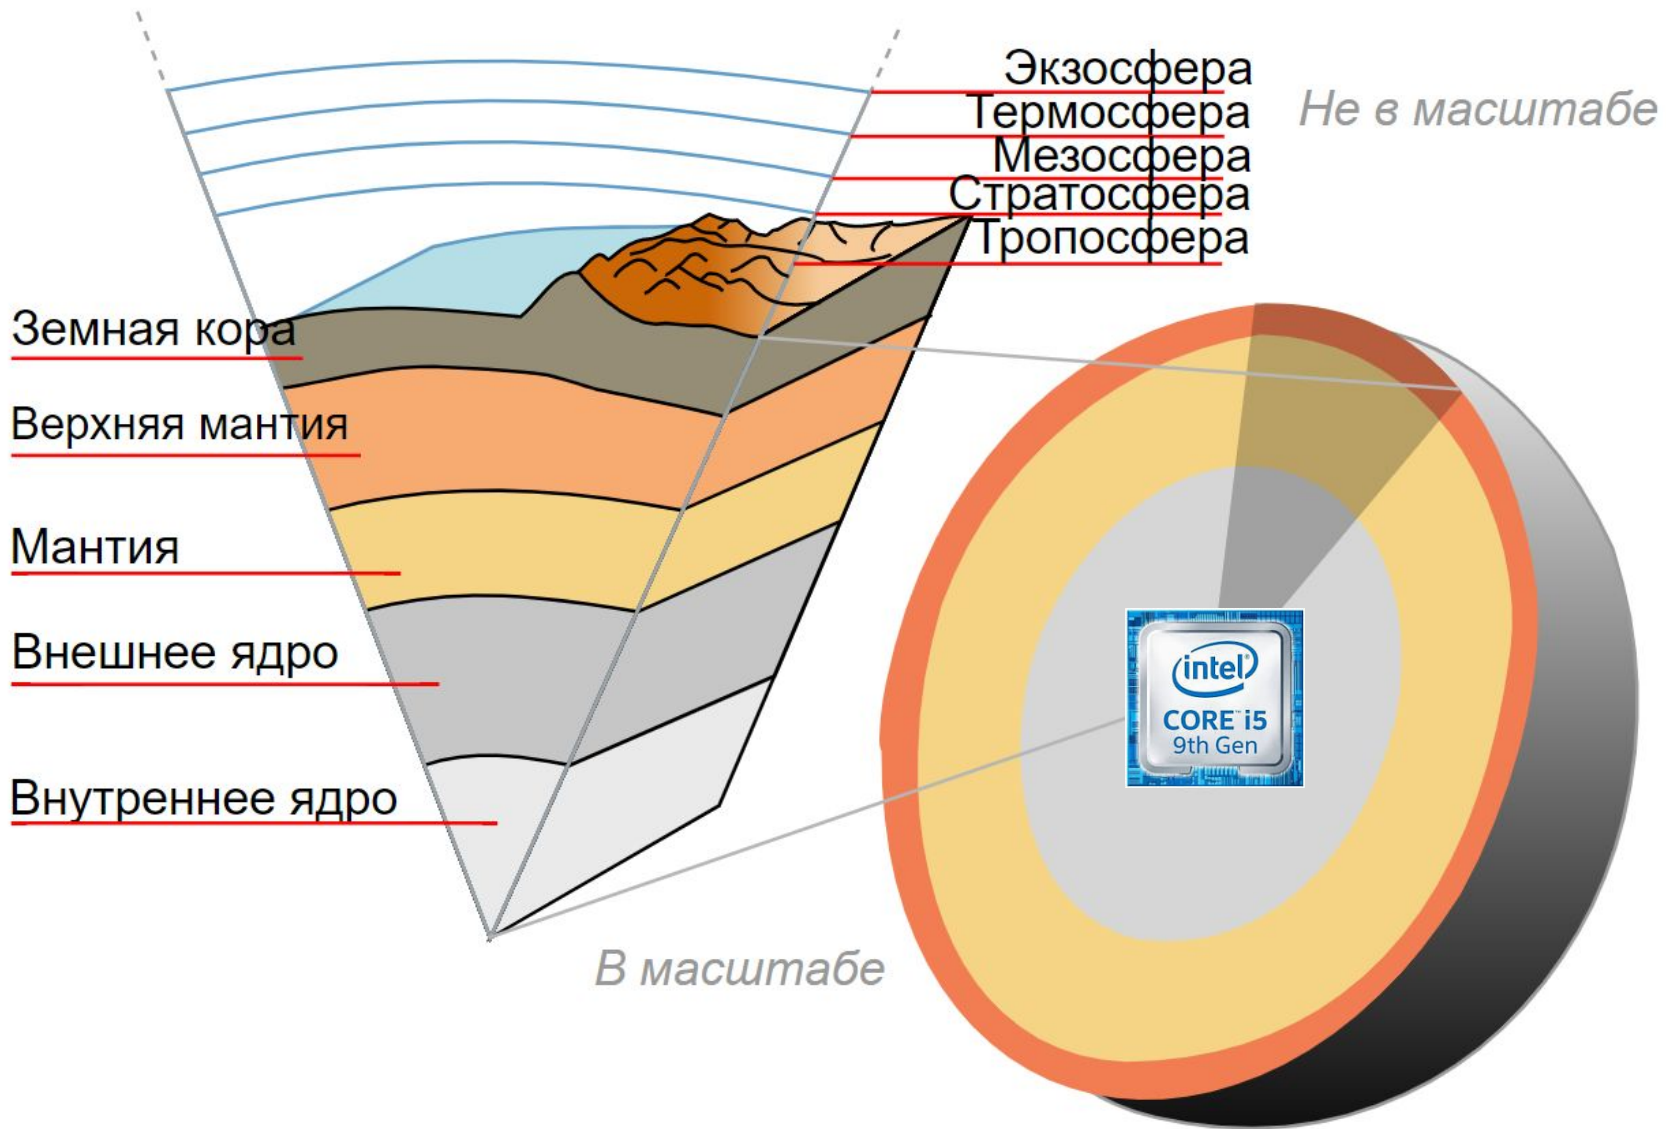 Экзосфера
Термосфера
Не в масштабе
Мезосфера
Стратосфера
Тропосфера
Земная кора
Верхняя мантия
Мантия
Внешнее ядро
Внутреннее ядро
В масштабе
intel®
CORE™ i5
9th Gen